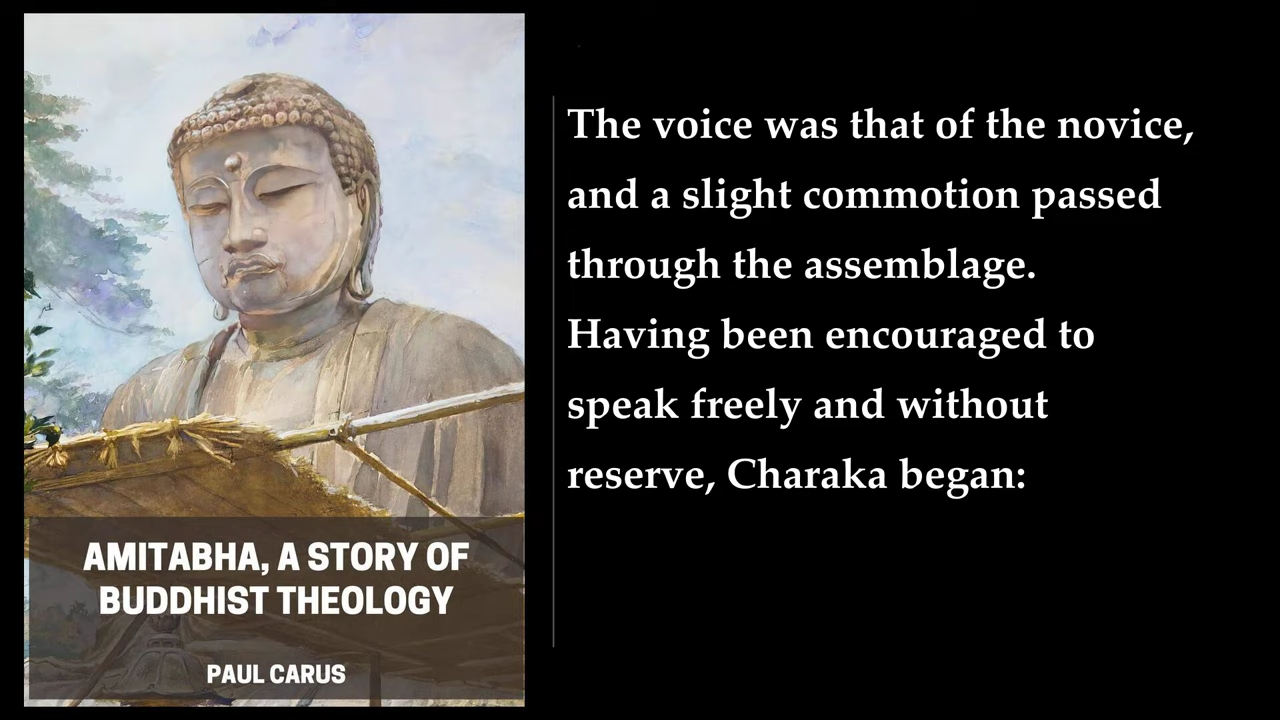 The voice was that of the novice,
and a slight commotion passed
through the assemblage.
Having been encouraged to
speak freely and without
reserve, Charaka began:
AMITABHA, A STORY OF
BUDDHIST THEOLOGY
PAUL CARUS